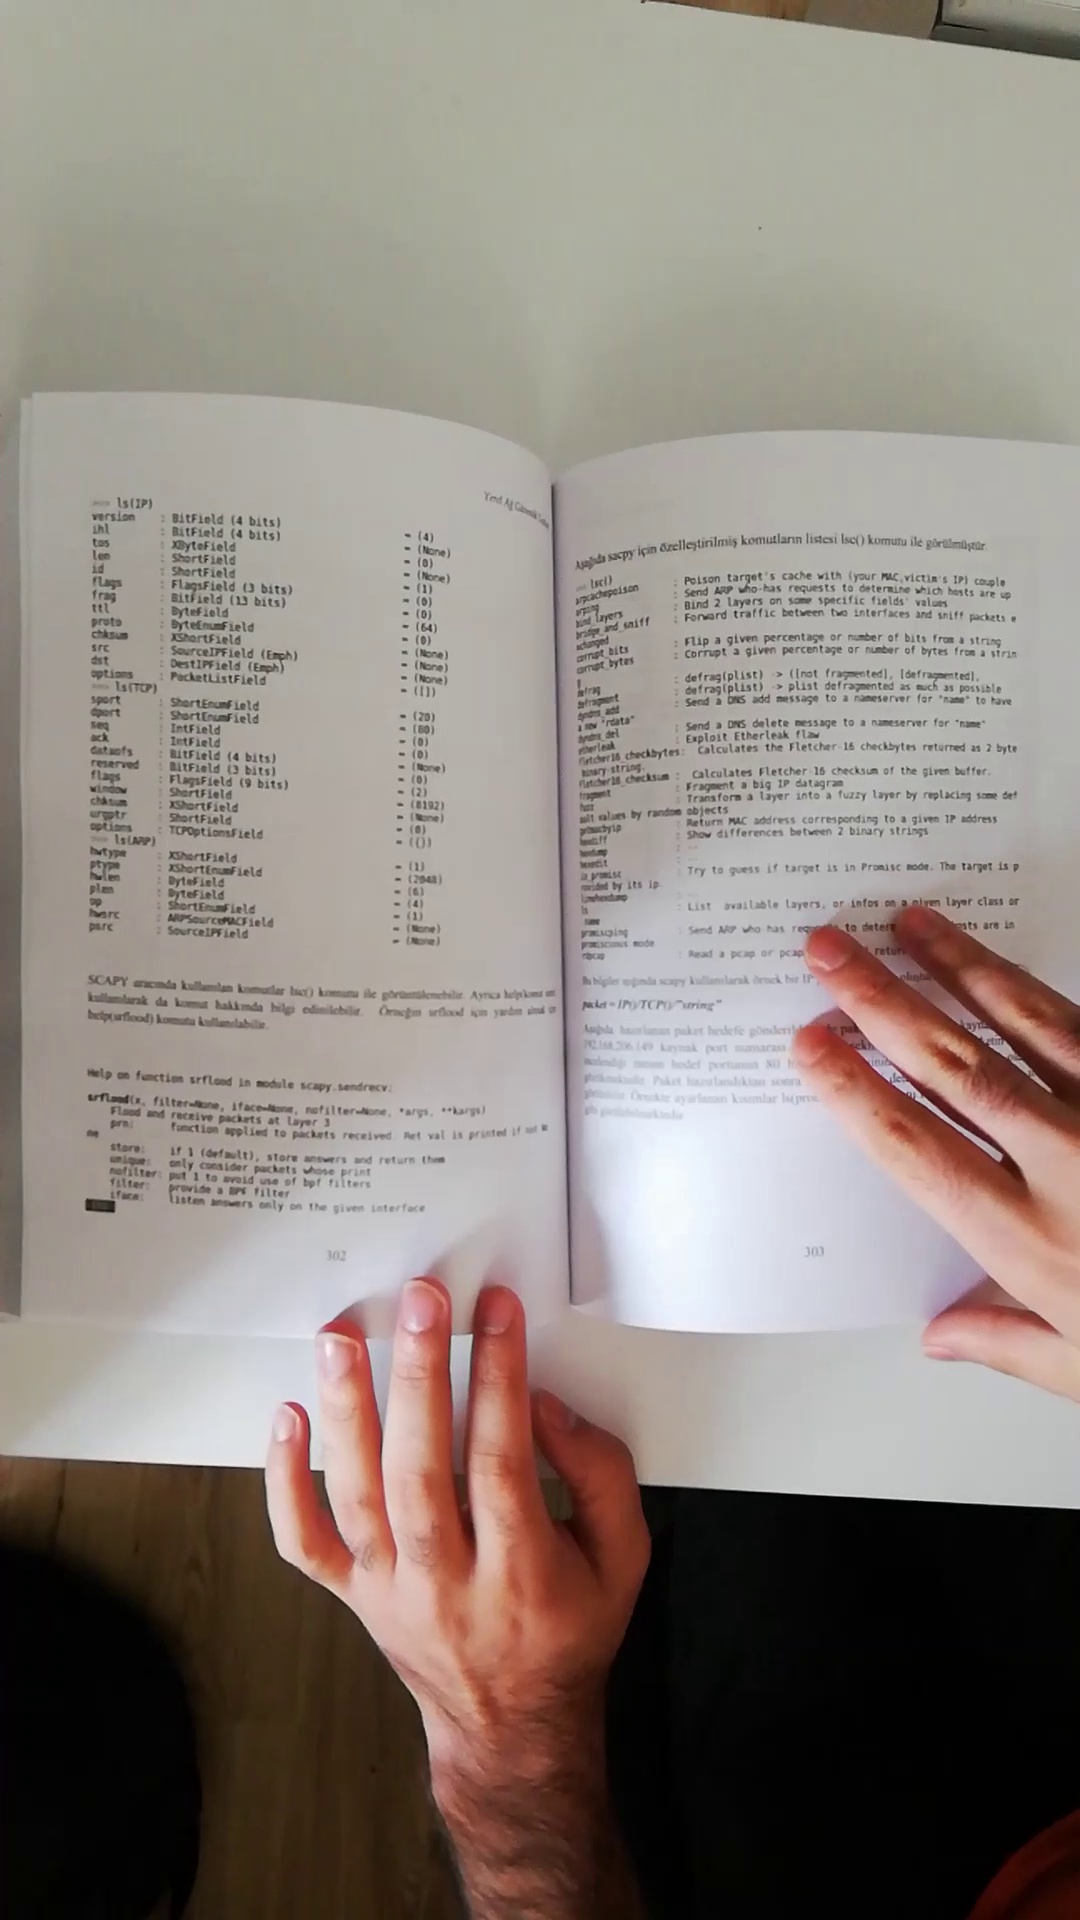 Yerel Ağ Güvenlik
>>> ls(IP)
version : BitField (4 bits) = (4)
ihl : BitField (4 bits) = (None)
tos : XByteField = (0)
len : ShortField = (None)
id : ShortField = (1)
flags : FlagsField (3 bits) = (0)
frag : BitField (13 bits) = (0)
ttl : ByteField = (64)
proto : ByteEnumField = (0)
chksum : XShortField = (None)
src : SourceIPField (Emph) = (None)
dst : DestIPField (Emph) = (None)
options : PacketListField = ([])
>>> ls(TCP)
sport : ShortEnumField = (20)
dport : ShortEnumField = (80)
seq : IntField = (0)
ack : IntField = (0)
dataofs : BitField (4 bits) = (None)
reserved : BitField (3 bits) = (0)
flags : FlagsField (9 bits) = (2)
window : ShortField = (8192)
chksum : XShortField = (None)
urgptr : ShortField = (0)
options : TCPOptionsField = ({})
>>> ls(ARP)
hwtype : XShortField = (1)
ptype : XShortEnumField = (2048)
hwlen : ByteField = (6)
plen : ByteField = (4)
op : ShortEnumField = (1)
hwsrc : ARPSourceMACField = (None)
psrc : SourceIPField = (None)
SCAPY aracında kullanılan komutlar lsc() komutu ile görüntülenebilir. Ayrıca
kullanılarak da komut hakkında bilgi edinilebilir. Örneğin srflood için yardım
help(srflood) komutu kullanılabilir.
Help on function srflood in module scapy.sendrecv:
srflood(x, filter=None, iface=None, nofilter=None, *args, **kargs)
Flood and receive packets at layer 3
prn: function applied to packets received. Ret val is printed if not
ne
store: if 1 (default), store answers and return them
unique: only consider packets whose print
nofilter: put 1 to avoid use of bpf filters
filter: provide a BPF filter
iface: listen answers only on the given interface
302
Aşağıda sacpy için özelleştirilmiş komutların listesi lsc() komutu ile görülmüştür.
>>> lsc()
arpcachepoison : Poison target's cache with (your MAC,victim's IP) couple
arping : Send ARP who-has requests to determine which hosts are up
bind_layers : Bind 2 layers on some specific fields' values
bridge_and_sniff : Forward traffic between two interfaces and sniff packets e
xchanged
corrupt_bits : Flip a given percentage or number of bits from a string
corrupt_bytes : Corrupt a given percentage or number of bytes from a strin
g
defrag : defrag(plist) -> ([not fragmented], [defragmented],
defragment : defrag(plist) -> plist defragmented as much as possible
dyndns_add : Send a DNS add message to a nameserver for "name" to have
a new "rdata"
dyndns_del : Send a DNS delete message to a nameserver for "name"
etherleak : Exploit Etherleak flaw
fletcher16_checkbytes: Calculates the Fletcher-16 checkbytes returned as 2 byte
binary-string.
fletcher16_checksum : Calculates Fletcher-16 checksum of the given buffer.
fragment : Fragment a big IP datagram
fuzz : Transform a layer into a fuzzy layer by replacing some def
ault values by random objects
getmacbyip : Return MAC address corresponding to a given IP address
hexdiff : Show differences between 2 binary strings
hexdump : --
hexedit : --
is_promisc : Try to guess if target is in Promisc mode. The target is p
rovided by its ip.
linehexdump : --
ls : List available layers, or infos on a given layer class or
name
promiscping : Send ARP who has requests to osts are in
promiscuous mode
rdpcap : Read a pcap or
Bu bilgiler ışığında scapy kullanılarak örnek bir
packet = IP()/TCP()/"string"
Aşağıda hazırlanan paket hedefe
192.168.206.149 kaynak port numarası
hedef portunun 80
Paket hazırlandıktan sonra
Örnekte ayarlanan kısımlar
303